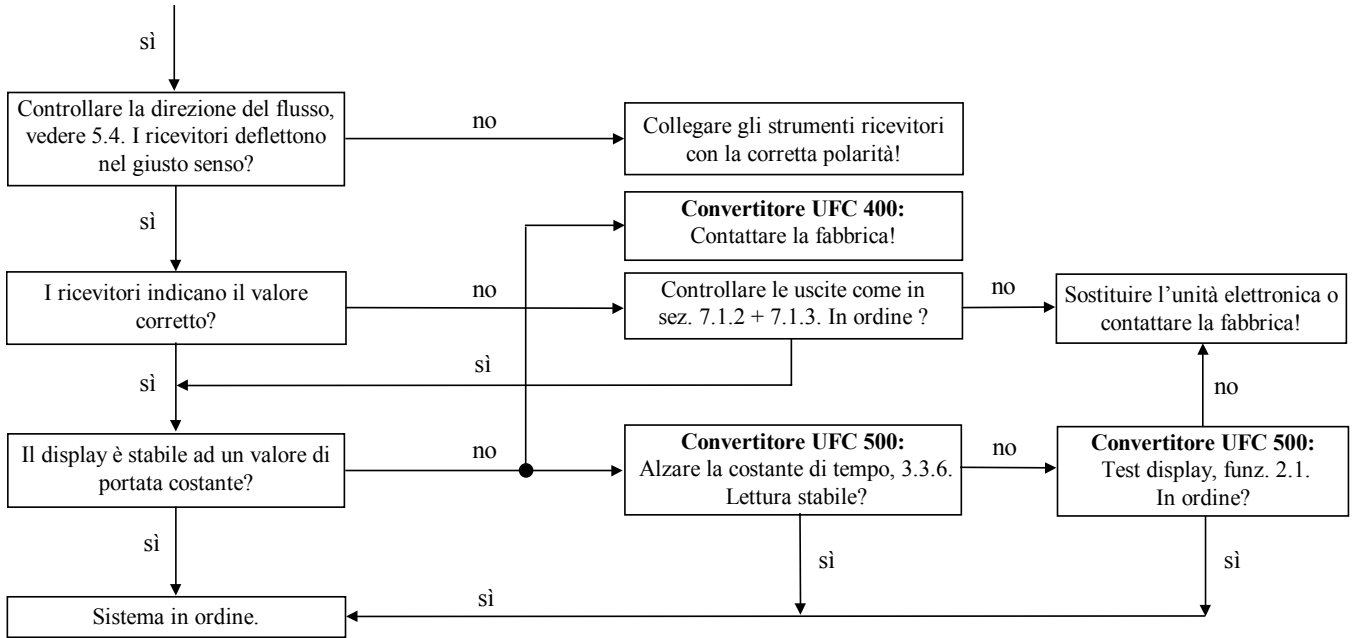 sì
Controllare la direzione del flusso,
vedere 5.4. I ricevitori deflettono
nel giusto senso?
no
Collegare gli strumenti ricevitori
con la corretta polarità!
sì
Convertitore UFC 400:
Contattare la fabbrica!
I ricevitori indicano il valore
corretto?
no
Controllare le uscite come in
sez. 7.1.2 + 7.1.3. In ordine ?
no
Sostituire l’unità elettronica o
contattare la fabbrica!
sì
sì
no
Il display è stabile ad un valore di
portata costante?
no
Convertitore UFC 500:
Alzare la costante di tempo, 3.3.6.
Lettura stabile?
no
Convertitore UFC 500:
Test display, funz. 2.1.
In ordine?
sì
sì
sì
Sistema in ordine.
sì